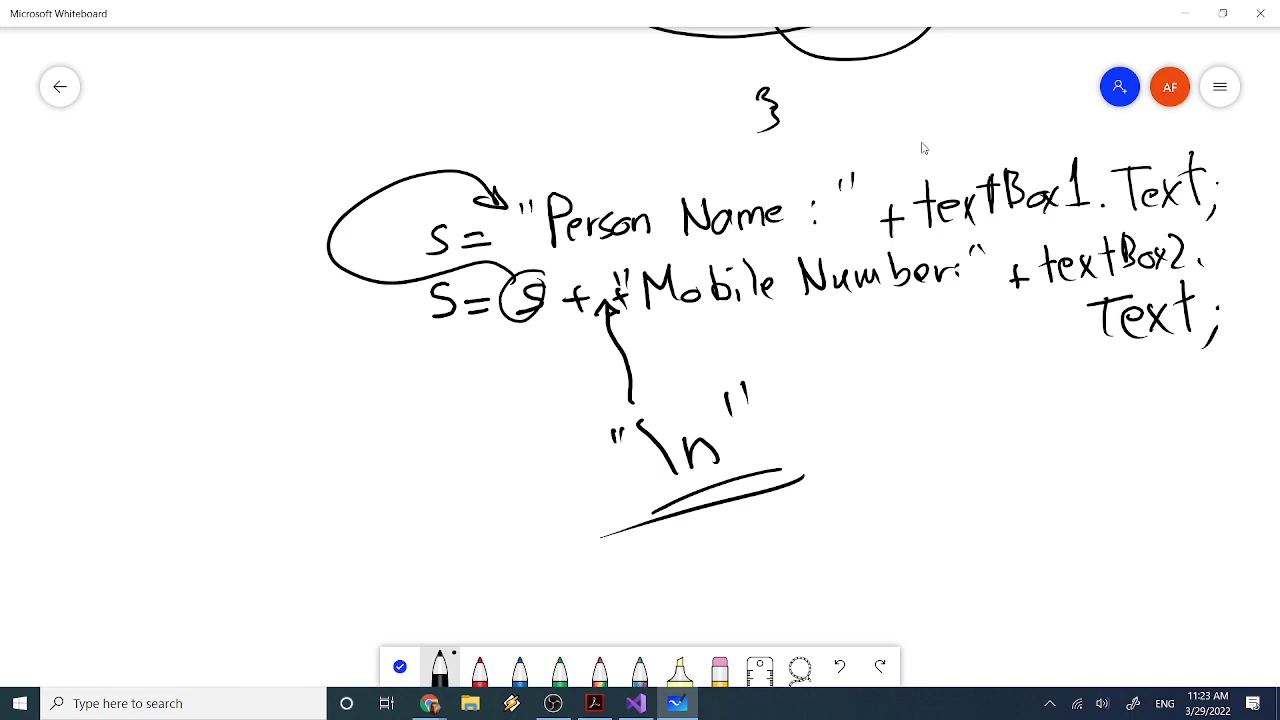 Microsoft Whiteboard
AF
}
s = "Person Name : " + textBox1.Text;
s = s + + "Mobile Number: " + textBox2.
Text;
"\n"
Type here to search
ENG
11:23 AM
3/29/2022